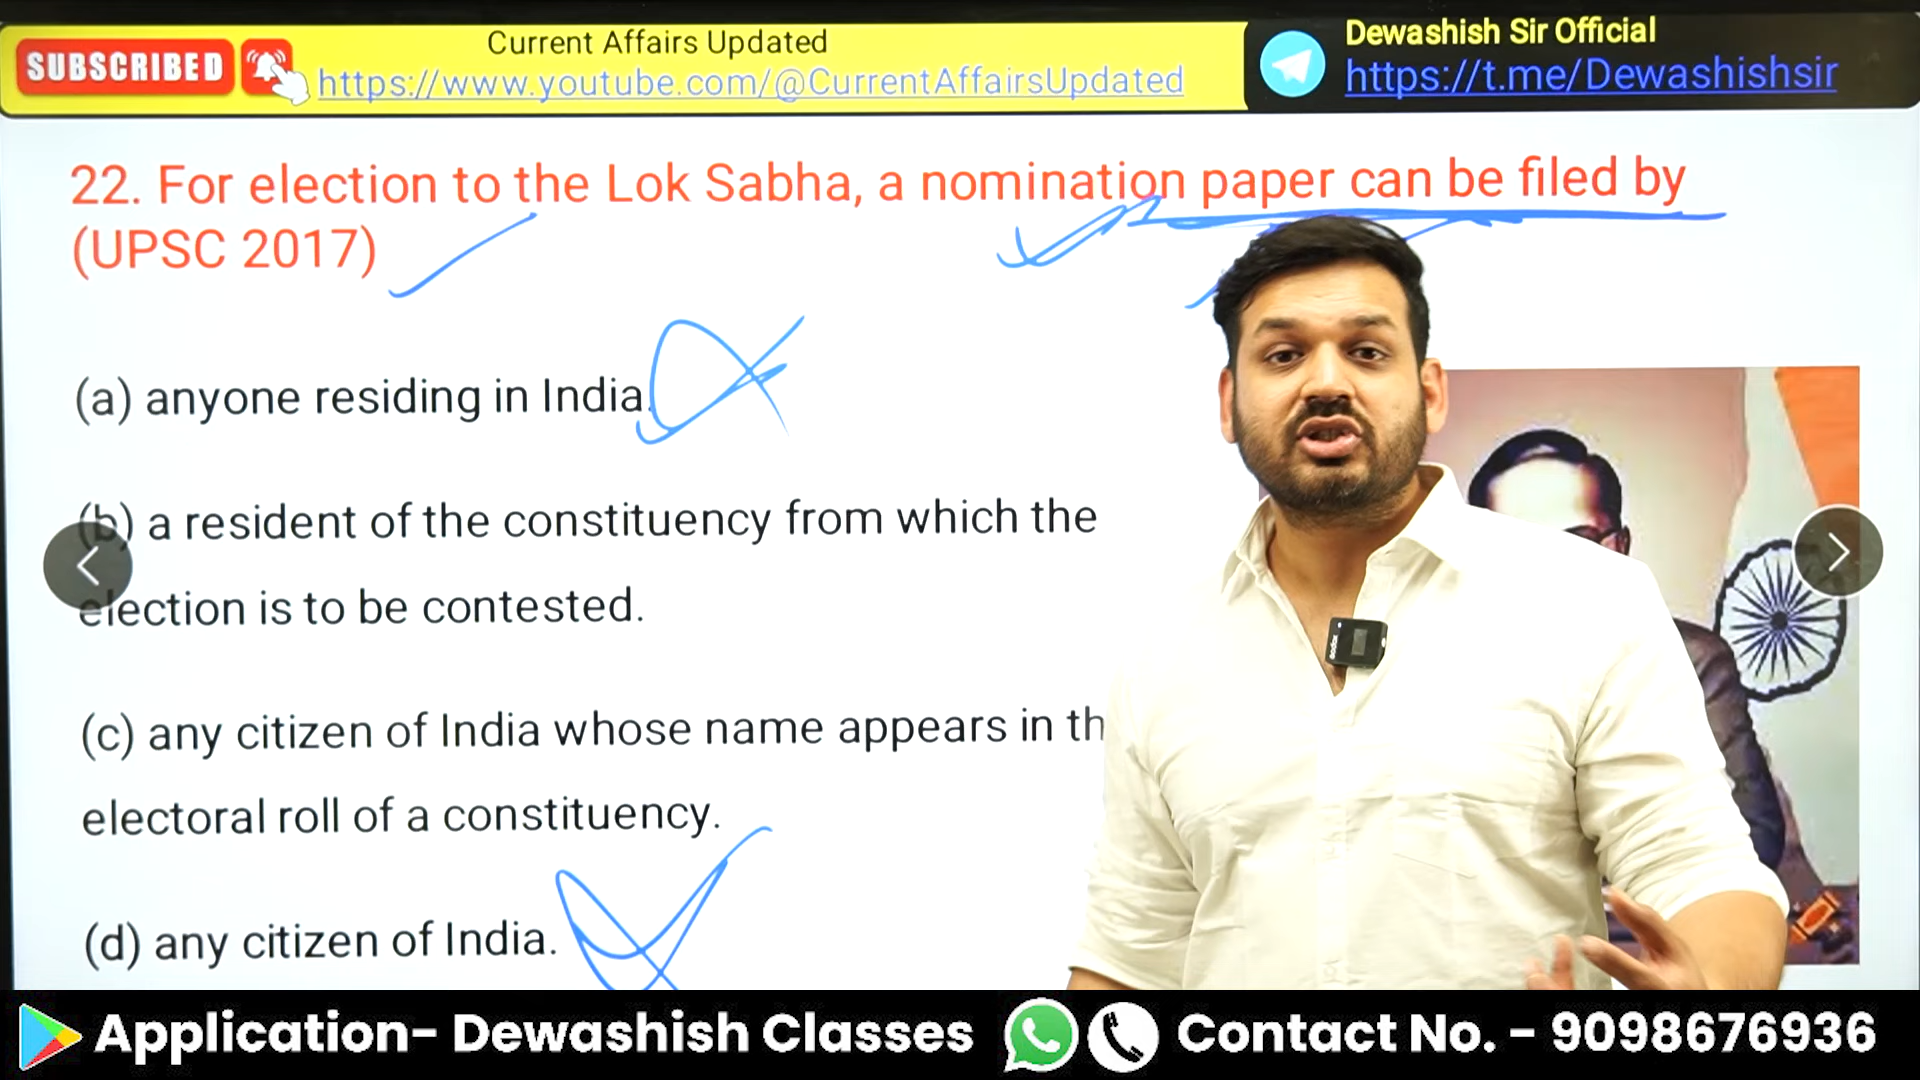 SUBSCRIBED
Current Affairs Updated
https://www.youtube.com/@CurrentAffairsUpdated
Dewashish Sir Official
https://t.me/Dewashishsir
22. For election to the Lok Sabha, a nomination paper can be filed by
(UPSC 2017)
(a) anyone residing in India.
(b) a resident of the constituency from which the
election is to be contested.
(c) any citizen of India whose name appears in th
electoral roll of a constituency.
(d) any citizen of India.
Application- Dewashish Classes
Contact No. - 9098676936